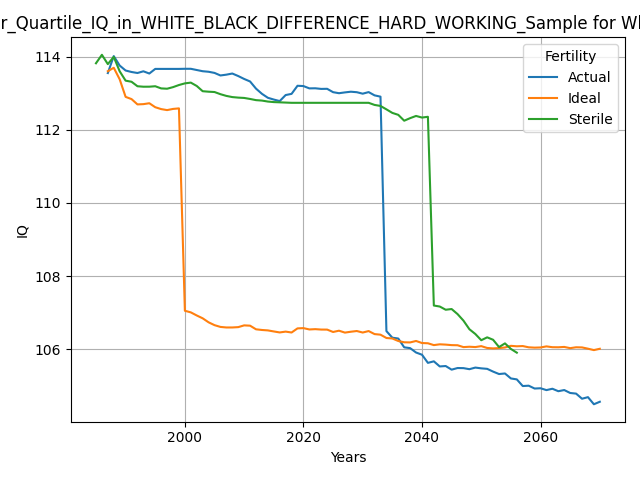 r_Quartile_IQ_in_WHITE_BLACK_DIFFERENCE_HARD_WORKING_Sample for Wh
Fertility
Actual
Ideal
Sterile
114
112
110
108
106
IQ
2000
2020
2040
2060
Years